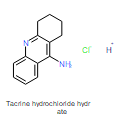 N
NH₂
Cl⁻
H⁺
Tacrine hydrochloride hydr
ate